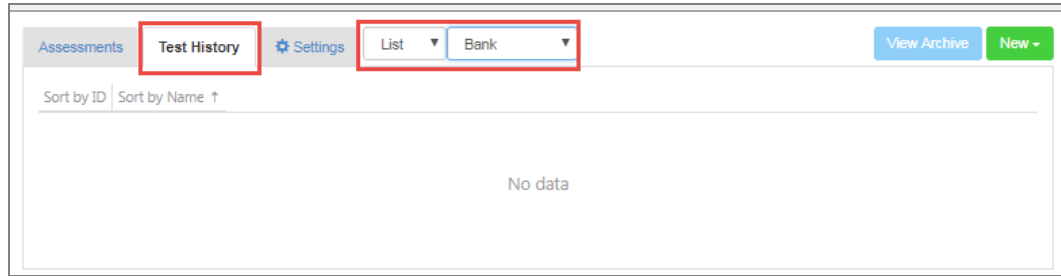 Assessments Test History Settings List Bank View Archive New
Sort by ID Sort by Name ↑
No data